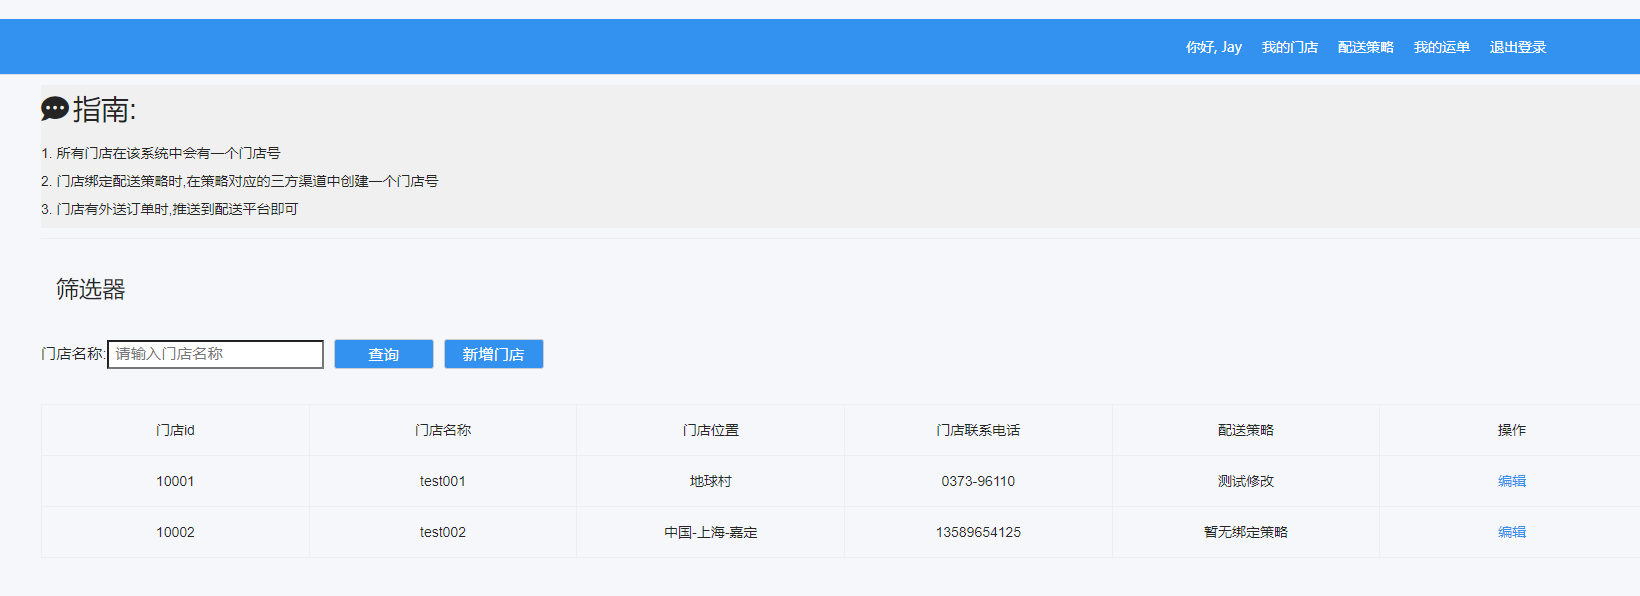 你好, Jay 我的门店 配送策略 我的运单 退出登录
指南:
1. 所有门店在该系统中会有一个门店号
2. 门店绑定配送策略时,在策略对应的三方渠道中创建一个门店号
3. 门店有外送订单时,推送到配送平台即可
筛选器
门店名称: 请输入门店名称 查询 新增门店
门店id 门店名称 门店位置 门店联系电话 配送策略 操作
10001 test001 地球村 0373-96110 测试修改 编辑
10002 test002 中国-上海-嘉定 13589654125 暂无绑定策略 编辑